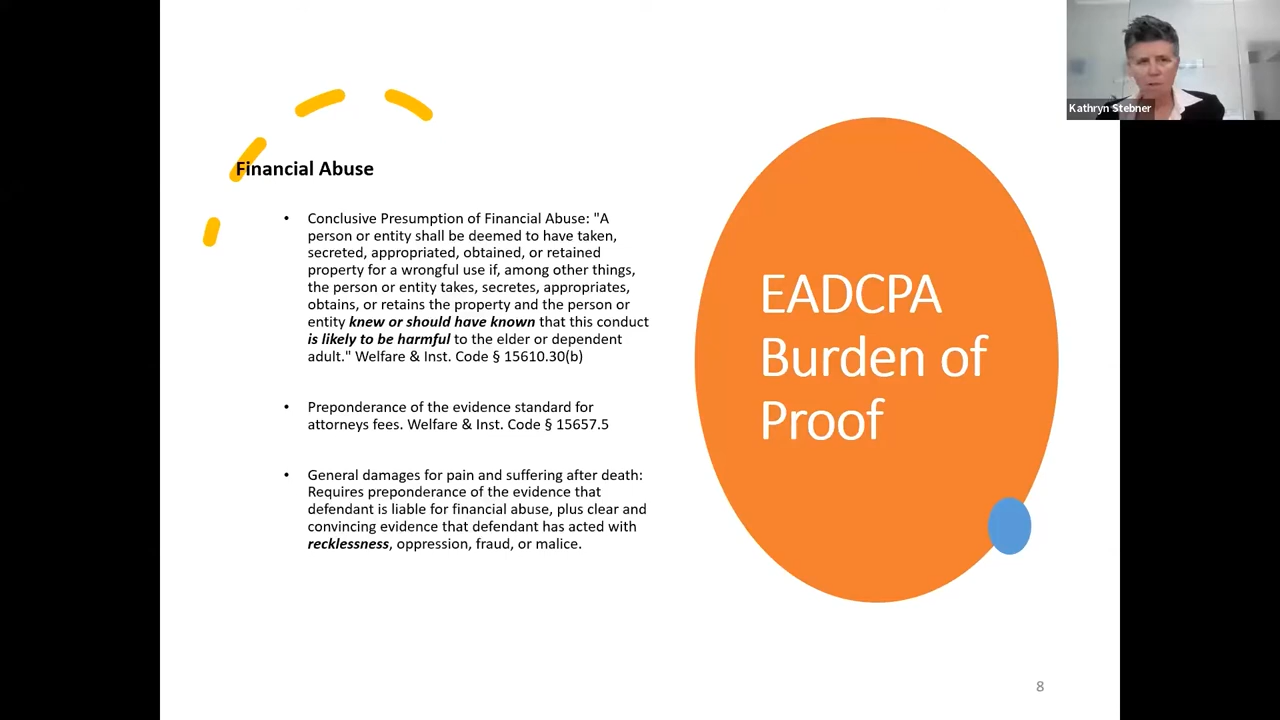 Kathryn Stebner
Financial Abuse
• Conclusive Presumption of Financial Abuse: "A
person or entity shall be deemed to have taken,
secreted, appropriated, obtained, or retained
property for a wrongful use if, among other things,
the person or entity takes, secretes, appropriates,
obtains, or retains the property and the person or
entity knew or should have known that this conduct
is likely to be harmful to the elder or dependent
adult." Welfare & Inst. Code § 15610.30(b)
• Preponderance of the evidence standard for
attorneys fees. Welfare & Inst. Code § 15657.5
• General damages for pain and suffering after death:
Requires preponderance of the evidence that
defendant is liable for financial abuse, plus clear and
convincing evidence that defendant has acted with
recklessness, oppression, fraud, or malice.
EADCPA
Burden of
Proof
8